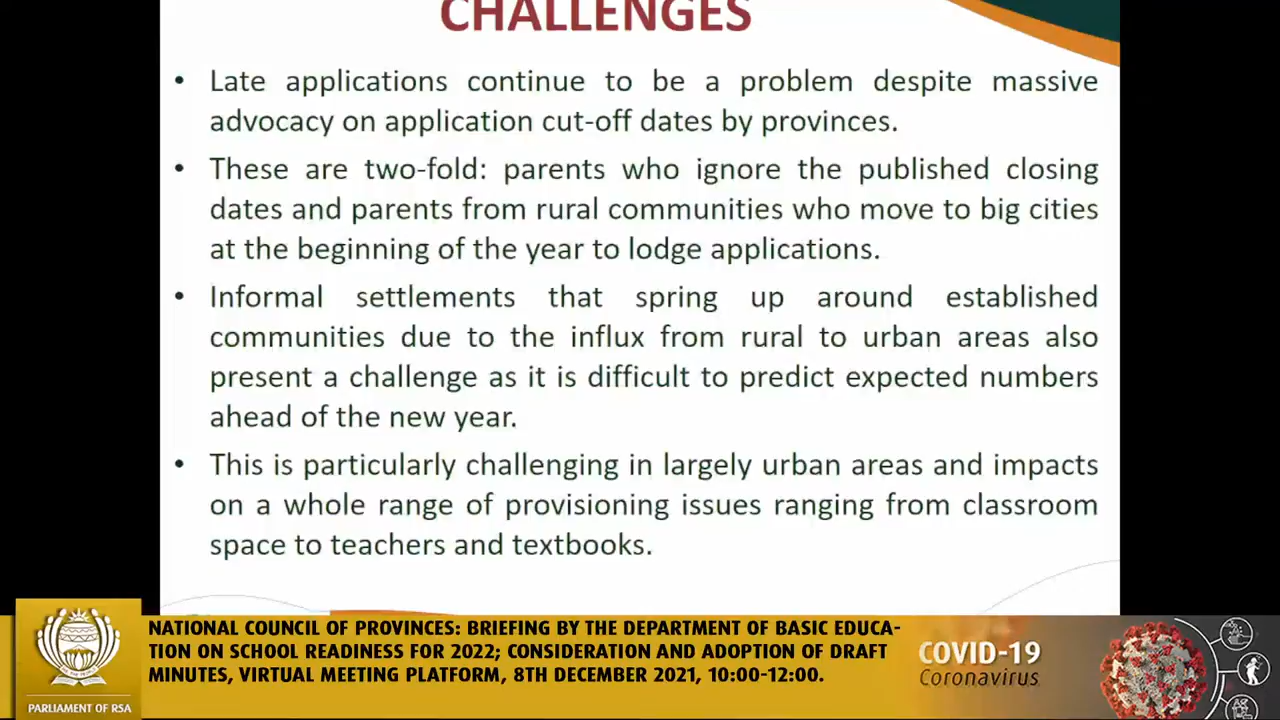 CHALLENGES
• Late applications continue to be a problem despite massive
advocacy on application cut-off dates by provinces.
• These are two-fold: parents who ignore the published closing
dates and parents from rural communities who move to big cities
at the beginning of the year to lodge applications.
• Informal settlements that spring up around established
communities due to the influx from rural to urban areas also
present a challenge as it is difficult to predict expected numbers
ahead of the new year.
• This is particularly challenging in largely urban areas and impacts
on a whole range of provisioning issues ranging from classroom
space to teachers and textbooks.
NATIONAL COUNCIL OF PROVINCES: BRIEFING BY THE DEPARTMENT OF BASIC EDUCA-
TION ON SCHOOL READINESS FOR 2022; CONSIDERATION AND ADOPTION OF DRAFT
MINUTES, VIRTUAL MEETING PLATFORM, 8TH DECEMBER 2021, 10:00-12:00.
PARLIAMENT OF RSA
COVID-19
Coronavirus